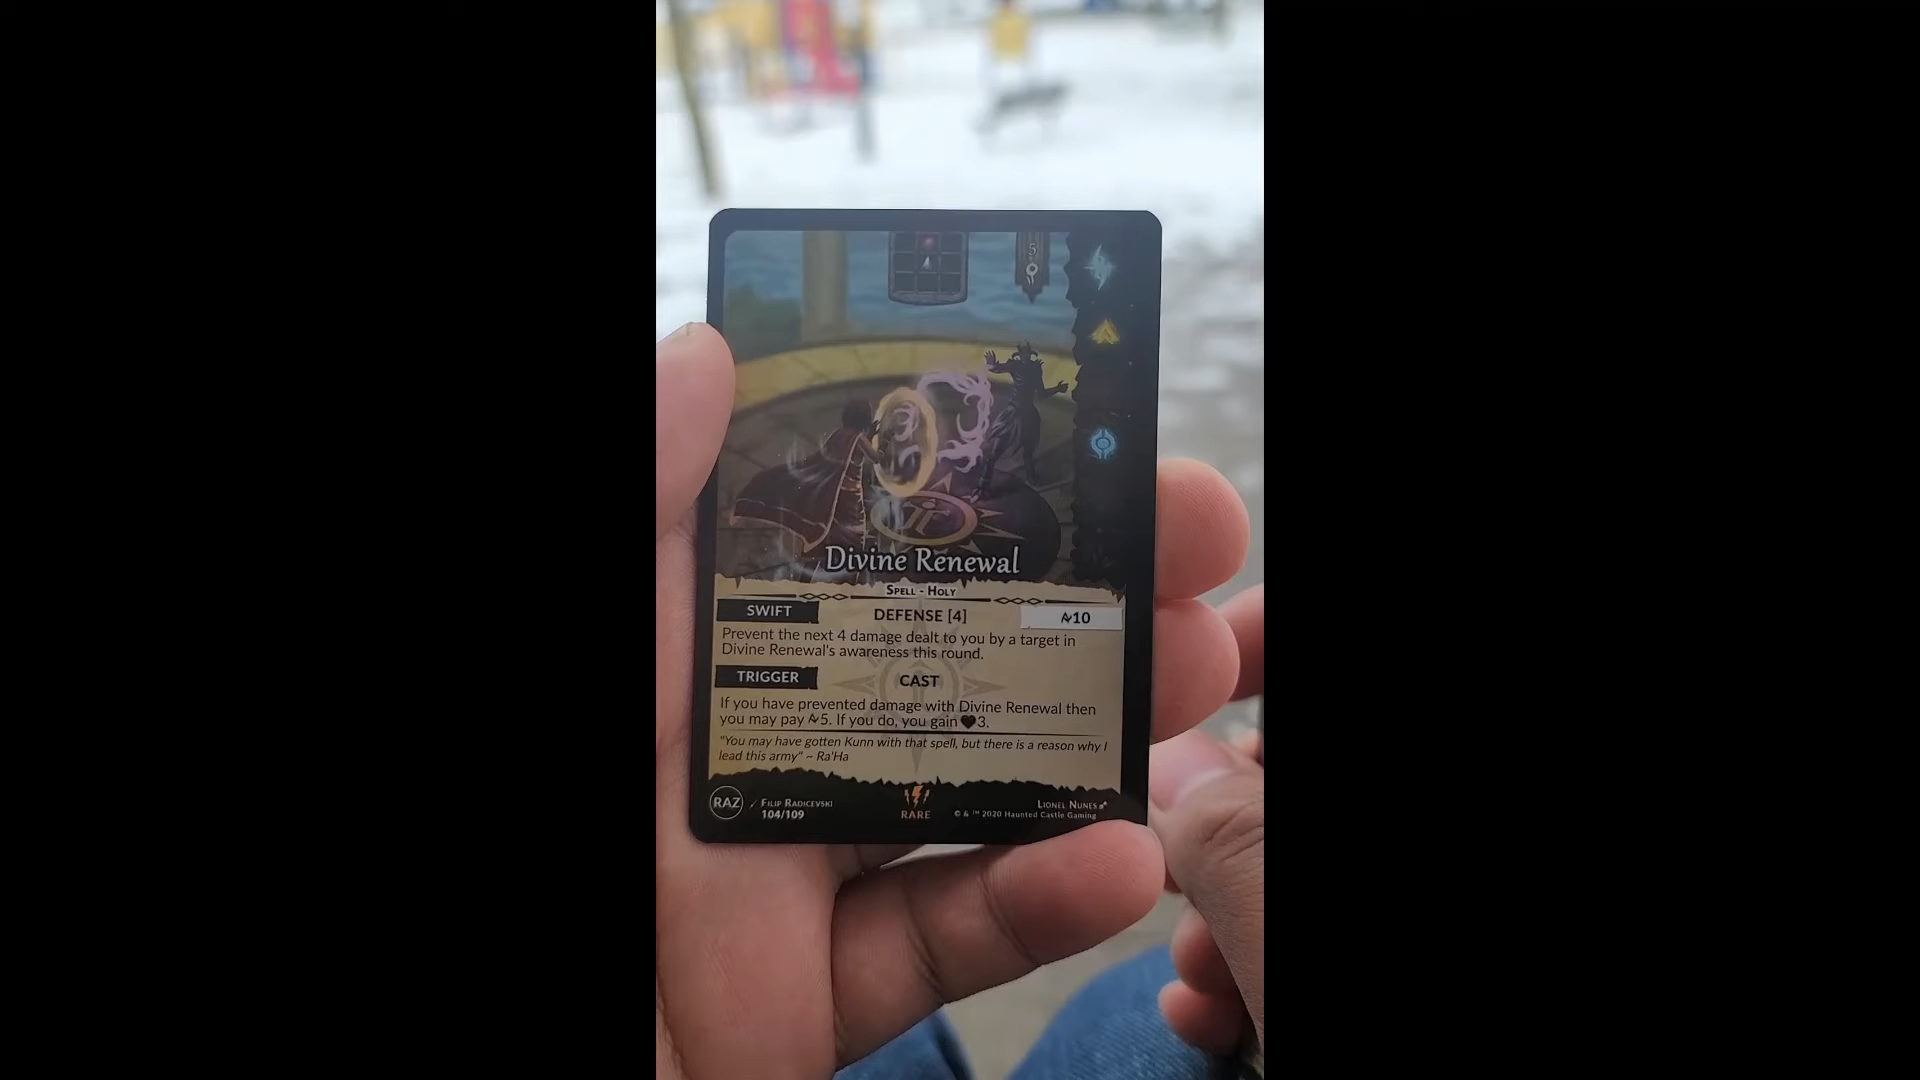 5
Divine Renewal
Spell - Holy
SWIFT DEFENSE [4] 10
Prevent the next 4 damage dealt to you by a target in
Divine Renewal's awareness this round.
TRIGGER CAST
If you have prevented damage with Divine Renewal then
you may pay 5. If you do, you gain 3.
"You may have gotten Kunn with that spell, but there is a reason why I
lead this army" ~ Ra'Ha
RAZ Filip Radicevski Lionel Nunes
104/109 RARE © & ™ 2020 Haunted Castle Gaming